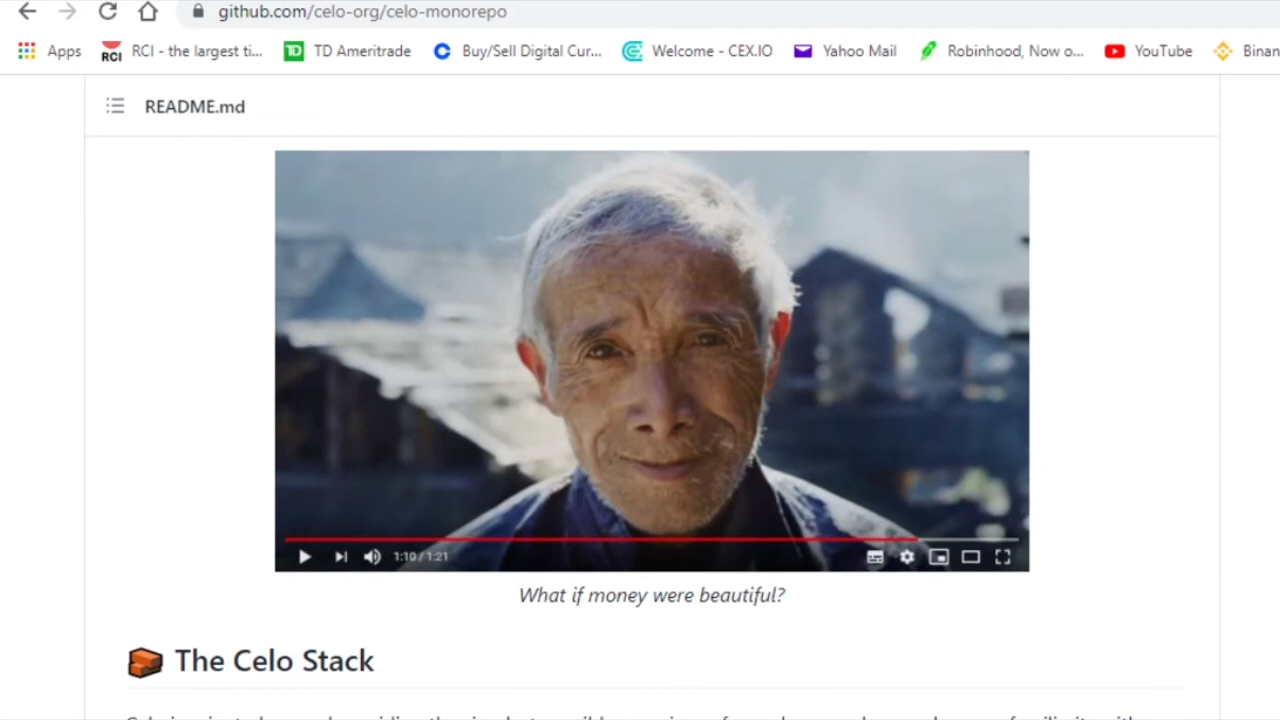 github.com/celo-org/celo-monorepo
Apps RCI RCI - the largest ti... TD TD Ameritrade Buy/Sell Digital Cur... Welcome - CEX.IO Yahoo Mail Robinhood, Now o... YouTube Binan
README.md
1:10 / 1:21
What if money were beautiful?
The Celo Stack